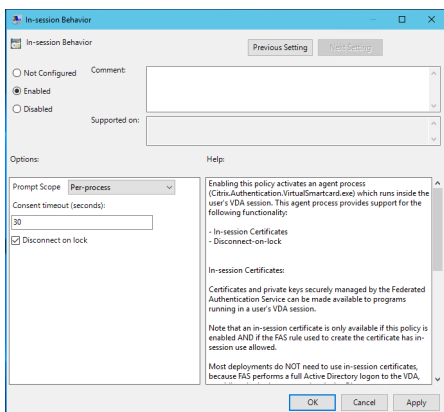 In-session Behavior
In-session Behavior
Previous Setting
Next Setting
Not Configured
Comment:
Enabled
Disabled
Supported on:
Options:
Help:
Prompt Scope Per-process
Consent timeout (seconds):
30
Disconnect on lock
Enabling this policy activates an agent process
(Citrix.Authentication.VirtualSmartcard.exe) which runs inside the
user's VDA session. This agent process provides support for the
following functionality:
- In-session Certificates
- Disconnect-on-lock
In-session Certificates:
Certificates and private keys securely managed by the Federated
Authentication Service can be made available to programs
running in a user's VDA session.
Note that an in-session certificate is only available if this policy is
enabled AND if the FAS rule used to create the certificate has in-
session use allowed.
Most deployments do NOT need to use in-session certificates,
because FAS performs a full Active Directory logon to the VDA,
OK
Cancel
Apply